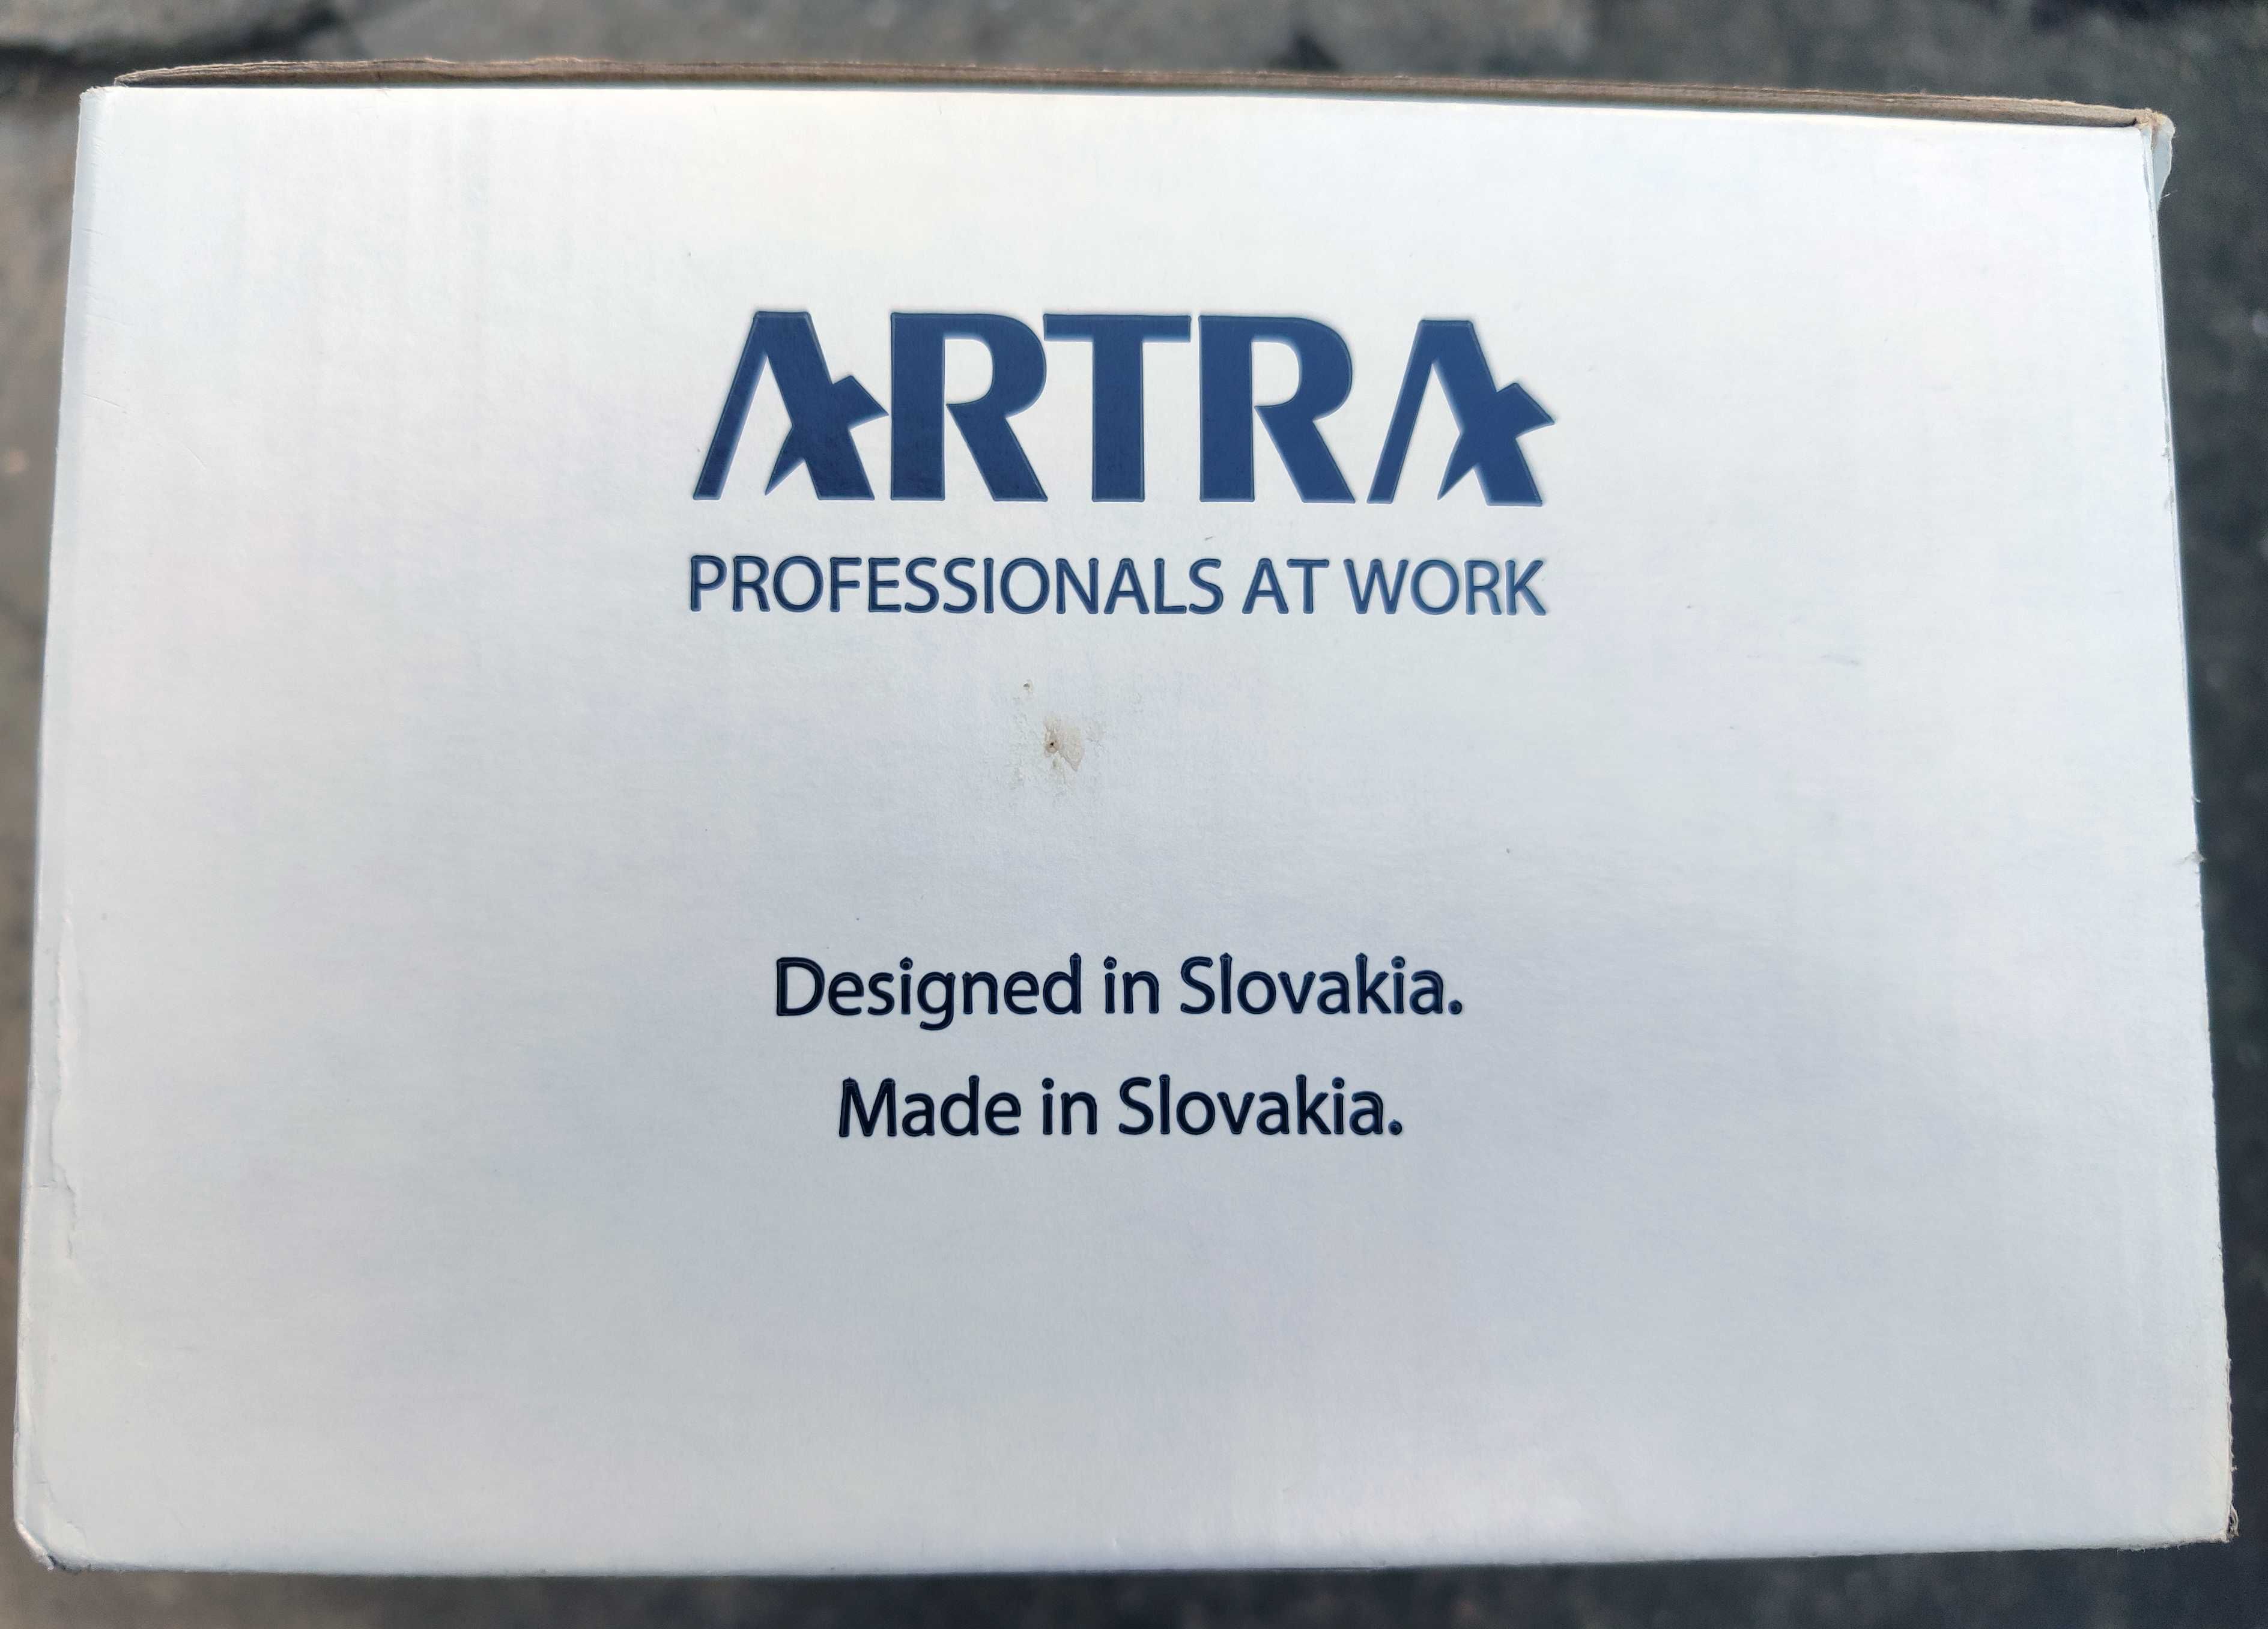 ARTRA
PROFESSIONALS AT WORK
Designed in Slovakia.
Made in Slovakia.